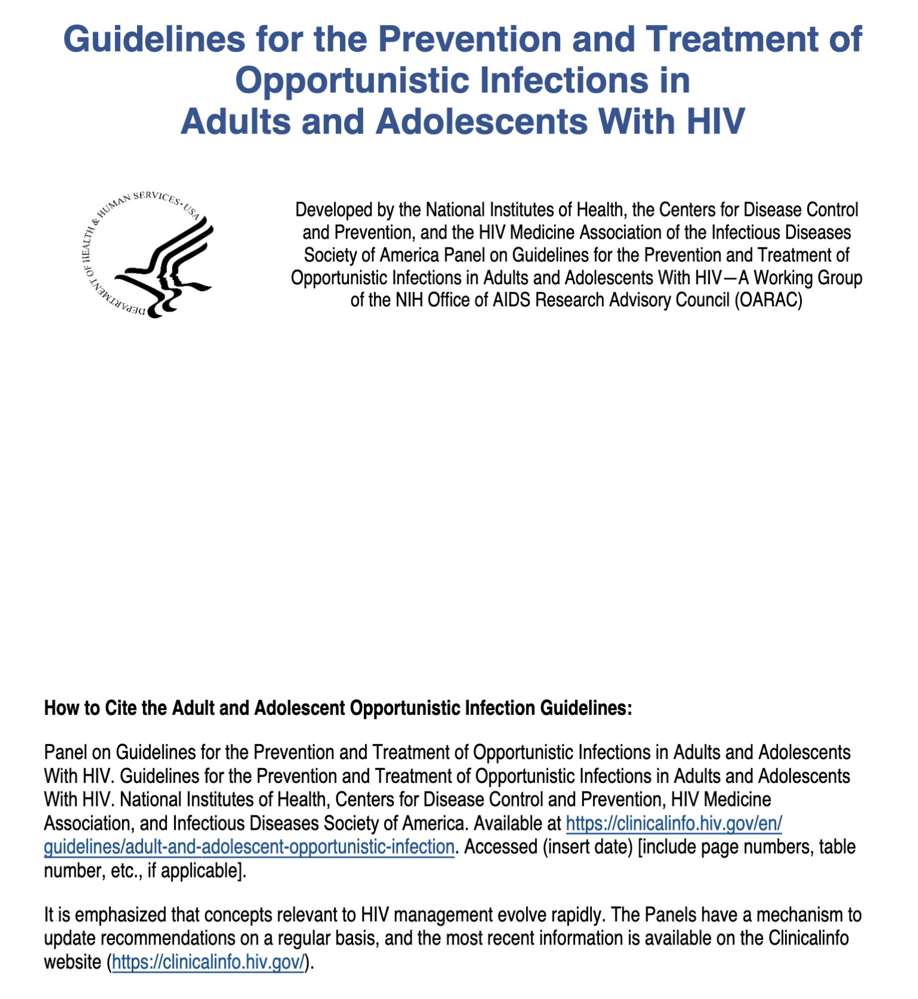 Guidelines for the Prevention and Treatment of
Opportunistic Infections in
Adults and Adolescents With HIV
DEPARTMENT OF HEALTH & HUMAN SERVICES • USA
Developed by the National Institutes of Health, the Centers for Disease Control
and Prevention, and the HIV Medicine Association of the Infectious Diseases
Society of America Panel on Guidelines for the Prevention and Treatment of
Opportunistic Infections in Adults and Adolescents With HIV—A Working Group
of the NIH Office of AIDS Research Advisory Council (OARAC)
How to Cite the Adult and Adolescent Opportunistic Infection Guidelines:
Panel on Guidelines for the Prevention and Treatment of Opportunistic Infections in Adults and Adolescents
With HIV. Guidelines for the Prevention and Treatment of Opportunistic Infections in Adults and Adolescents
With HIV. National Institutes of Health, Centers for Disease Control and Prevention, HIV Medicine
Association, and Infectious Diseases Society of America. Available at https://clinicalinfo.hiv.gov/en/
guidelines/adult-and-adolescent-opportunistic-infection. Accessed (insert date) [include page numbers, table
number, etc., if applicable].
It is emphasized that concepts relevant to HIV management evolve rapidly. The Panels have a mechanism to
update recommendations on a regular basis, and the most recent information is available on the Clinicalinfo
website (https://clinicalinfo.hiv.gov/).